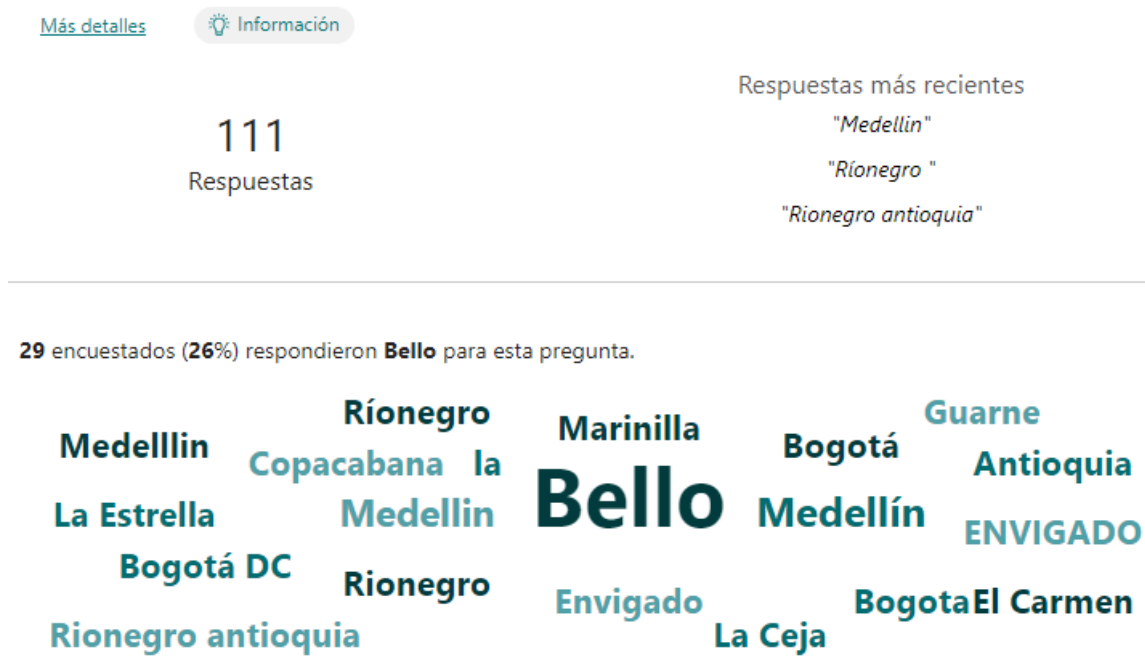 Más detalles
Información
111
Respuestas
Respuestas más recientes
"Medellin"
"Ríonegro "
"Rionegro antioquia"
29 encuestados (26%) respondieron Bello para esta pregunta.
Ríonegro
Marinilla
Guarne
Medelllin
Bogotá
Copacabana
la
Antioquia
Bello
La Estrella
Medellin
Medellín
ENVIGADO
Bogotá DC
Rionegro
Envigado
Bogota
El Carmen
Rionegro antioquia
La Ceja